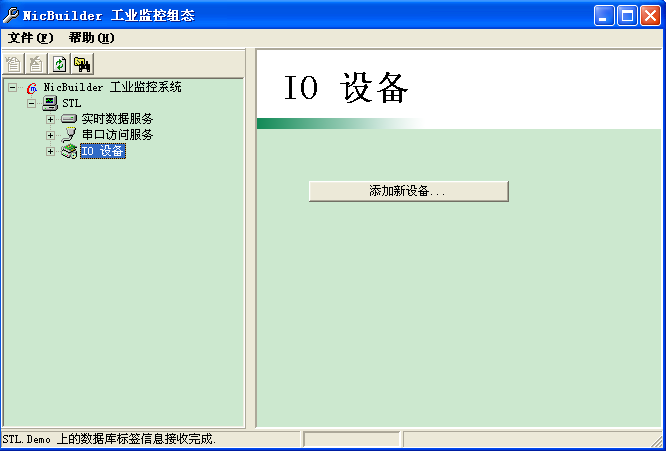 NicBuilder 工业监控组态
文件(F) 帮助(H)
NicBuilder 工业监控系统
STL
实时数据服务
串口访问服务
IO 设备
IO 设备
添加新设备...
STL.Demo 上的数据库标签信息接收完成.